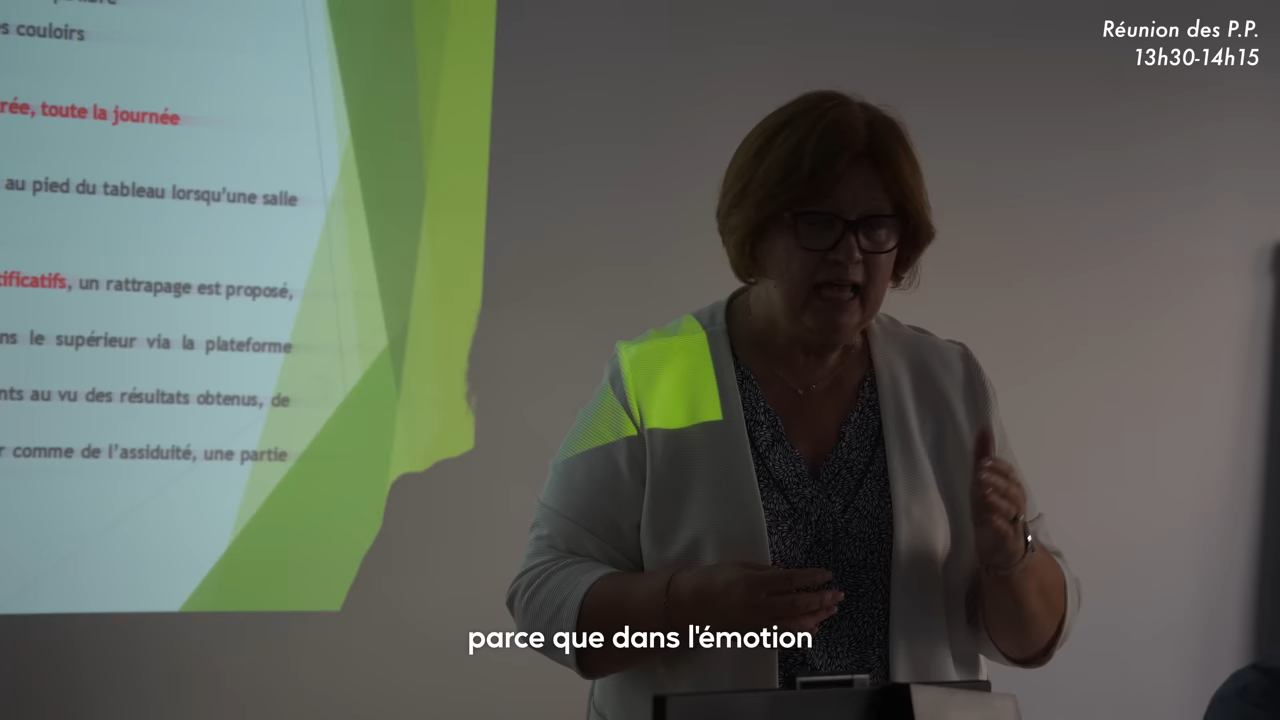 s couloirs
rée, toute la journée
au pied du tableau lorsqu'une salle
tificatifs, un rattrapage est proposé,
ns le supérieur via la plateforme
nts au vu des résultats obtenus, de
r comme de l'assiduité, une partie
Réunion des P.P.
13h30-14h15
parce que dans l'émotion